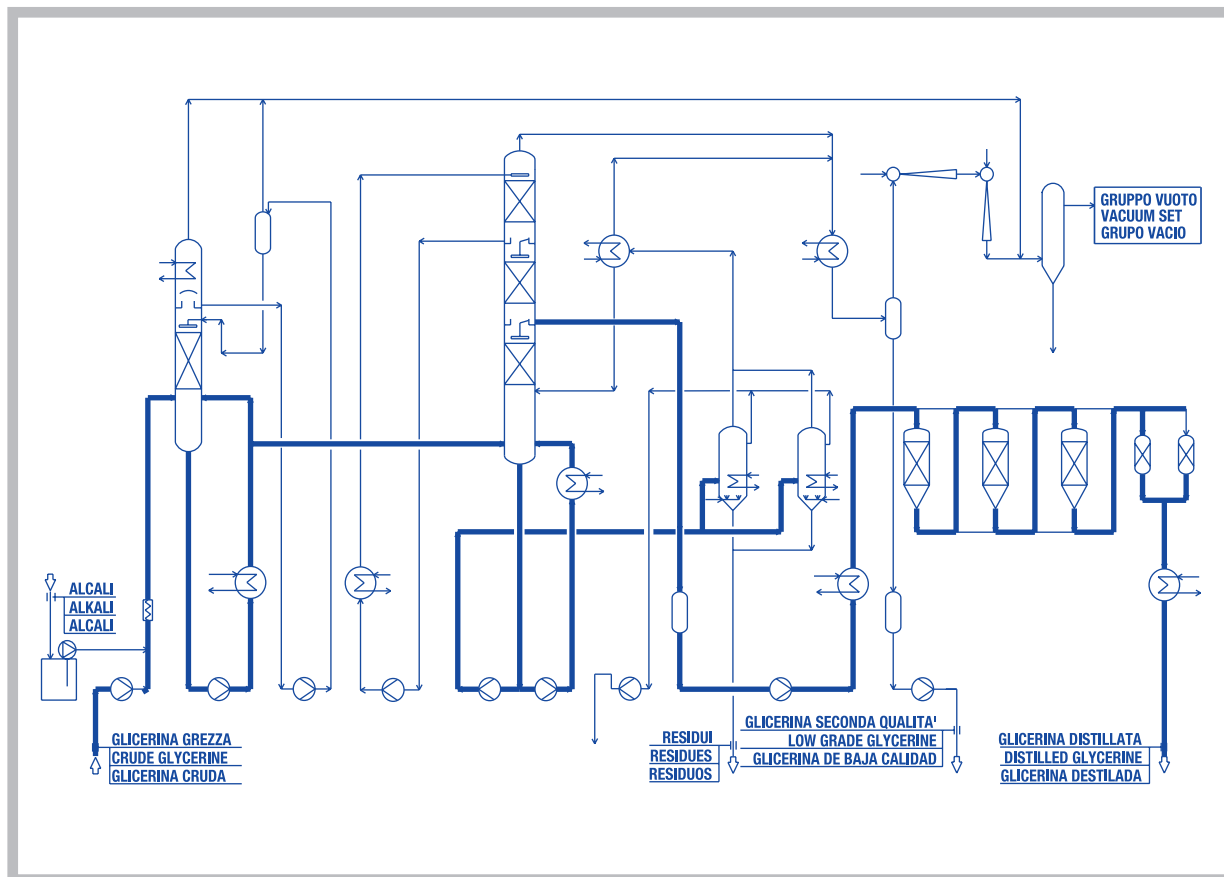 GRUPPO VUOTO
VACUUM SET
GRUPO VACIO
ALCALI
ALKALI
ALCALI
GLICERINA GREZZA
CRUDE GLYCERINE
GLICERINA CRUDA
RESIDUI
RESIDUES
RESIDUOS
GLICERINA SECONDA QUALITA'
LOW GRADE GLYCERINE
GLICERINA DE BAJA CALIDAD
GLICERINA DISTILLATA
DISTILLED GLYCERINE
GLICERINA DESTILADA